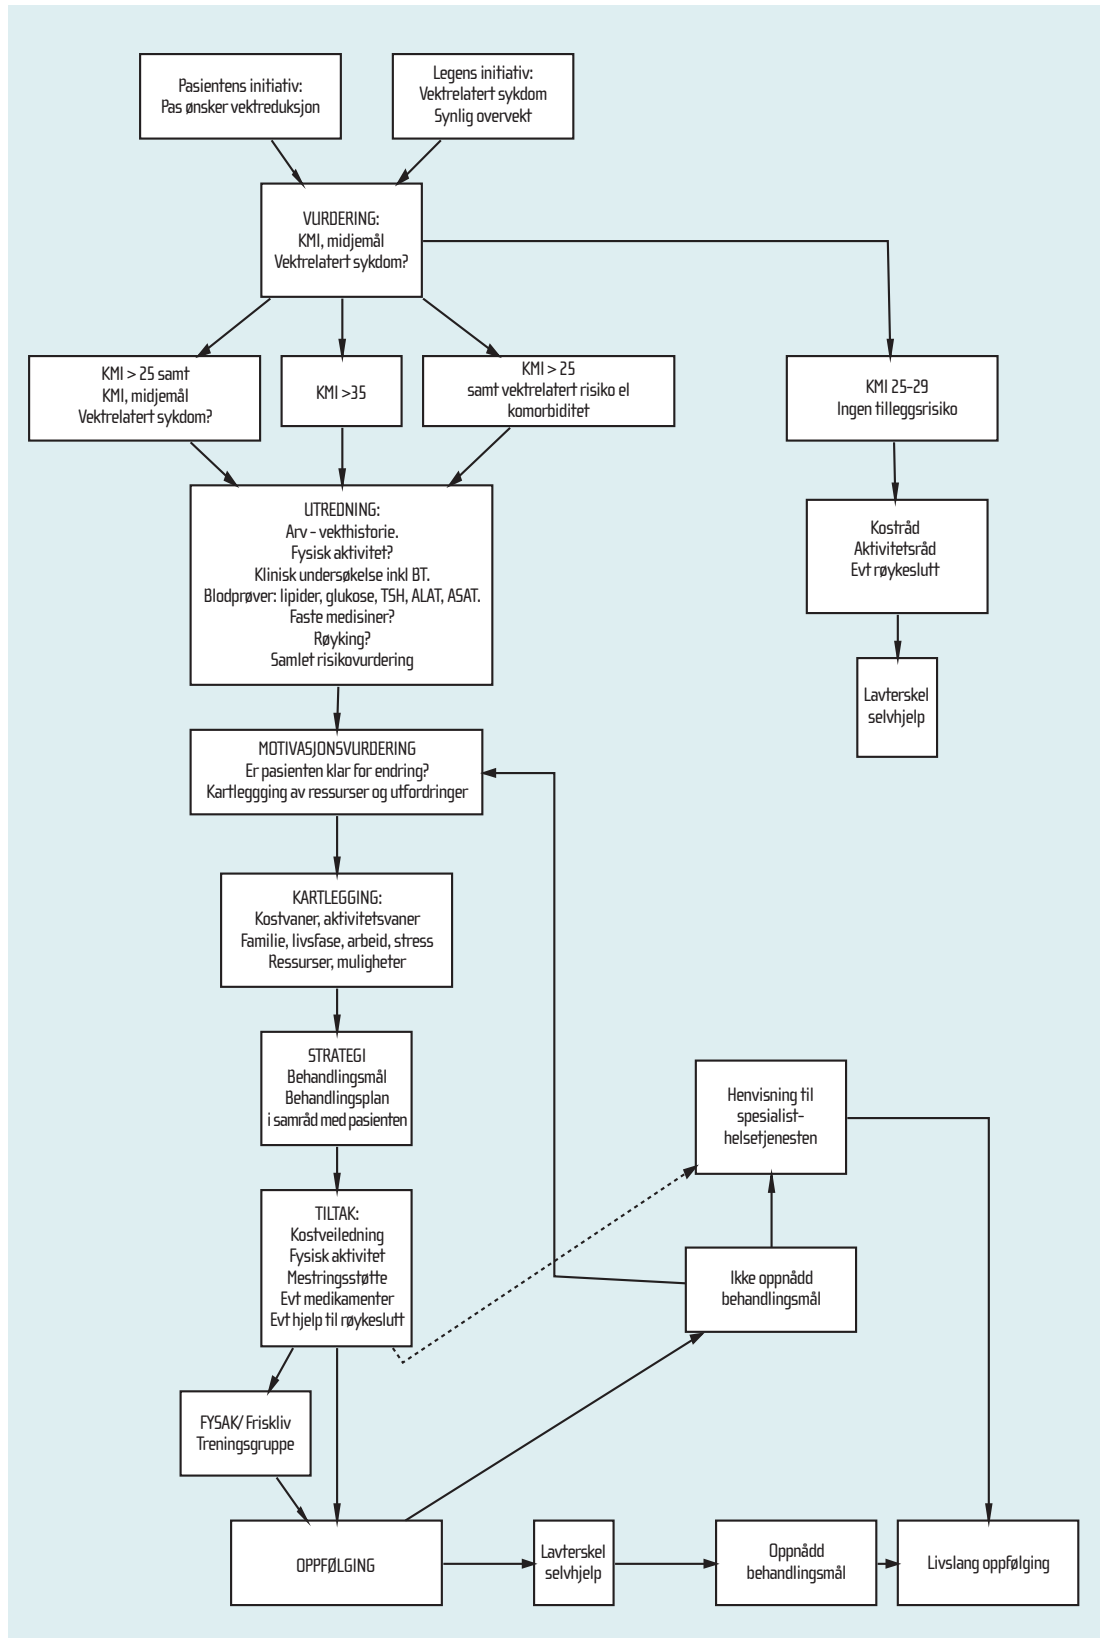 Pasientens initiativ:
Pas ønsker vektreduksjon
Legens initiativ:
Vektrelatert sykdom
Synlig overvekt
VURDERING:
KMI, midjemål
Vektrelatert sykdom?
KMI > 25 samt
KMI, midjemål
Vektrelatert sykdom?
KMI >35
KMI > 25
samt vektrelatert risiko el
komorbiditet
KMI 25-29
Ingen tilleggsrisiko
UTREDNING:
Arv - vekthistorie.
Fysisk aktivitet?
Klinisk undersøkelse inkl BT.
Blodprøver: lipider, glukose, TSH, ALAT, ASAT.
Faste medisiner?
Røyking?
Samlet risikovurdering
Kostråd
Aktivitetsråd
Evt røykeslutt
Lavterskel
selvhjelp
MOTIVASJONSVURDERING
Er pasienten klar for endring?
Kartleggging av ressurser og utfordringer
KARTLEGGING:
Kostvaner, aktivitetsvaner
Familie, livsfase, arbeid, stress
Ressurser, muligheter
STRATEGI
Behandlingsmål
Behandlingsplan
i samråd med pasienten
Henvisning til
spesialist-
helsetjenesten
TILTAK:
Kostveiledning
Fysisk aktivitet
Mestringsstøtte
Evt medikamenter
Evt hjelp til røykeslutt
Ikke oppnådd
behandlingsmål
FYSAK/ Friskliv
Treningsgruppe
OPPFØLGING
Lavterskel
selvhjelp
Oppnådd
behandlingsmål
Livslang oppfølging